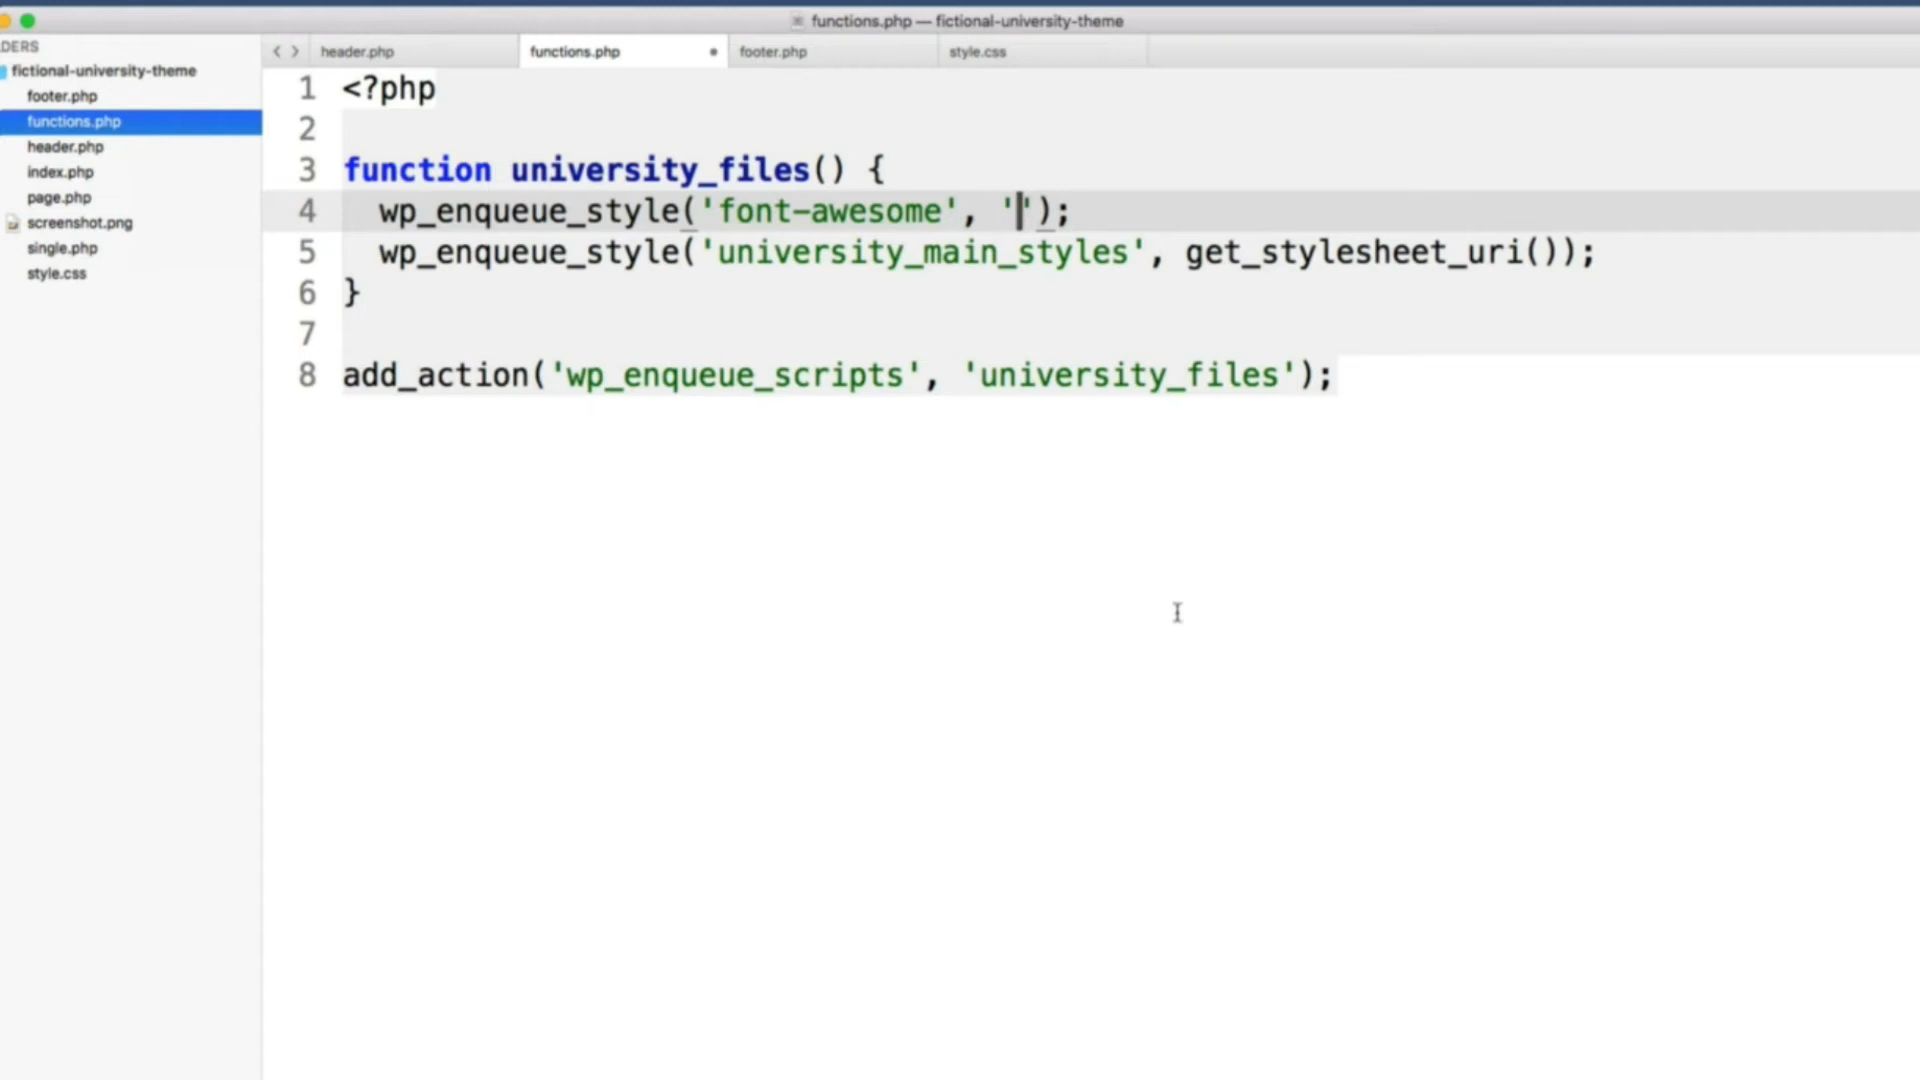 functions.php — fictional-university-theme
DERS
fictional-university-theme
footer.php
functions.php
header.php
index.php
page.php
screenshot.png
single.php
style.css
header.php
functions.php
footer.php
style.css
1 <?php
2
3 function university_files() {
4 wp_enqueue_style('font-awesome', '');
5 wp_enqueue_style('university_main_styles', get_stylesheet_uri());
6 }
7
8 add_action('wp_enqueue_scripts', 'university_files');